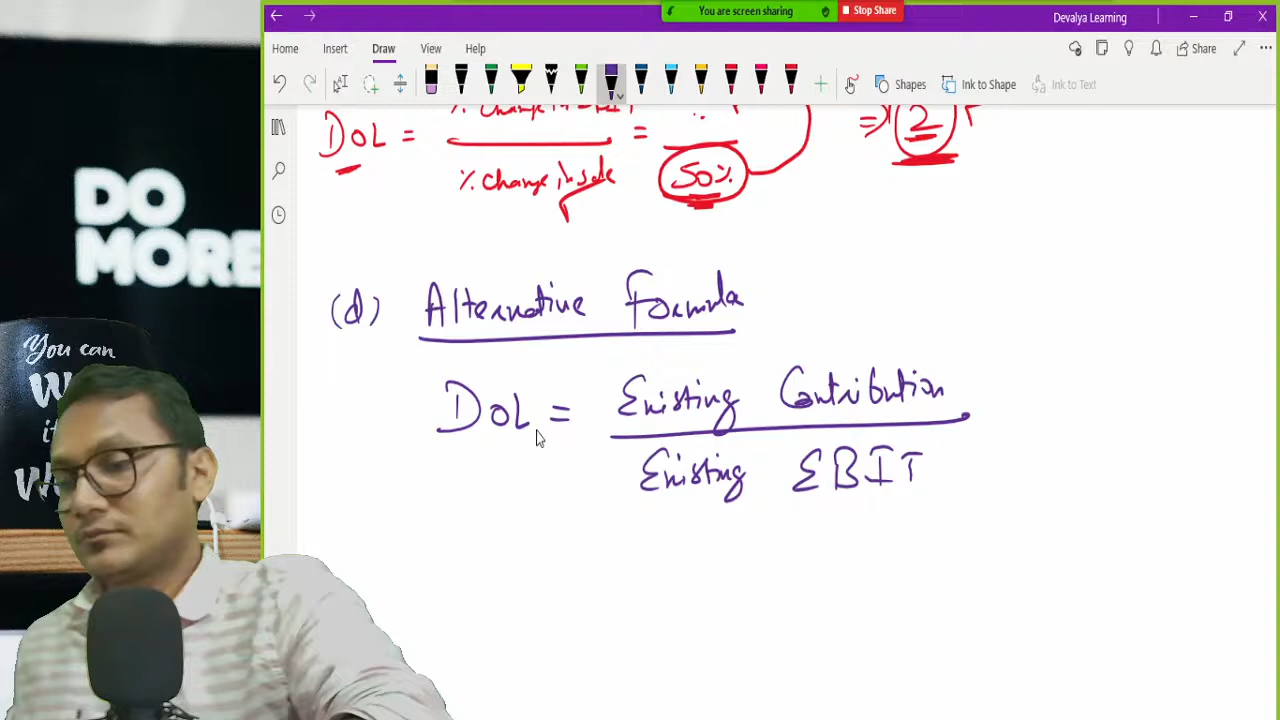 You are screen sharing
Stop Share
Devalya Learning
Home Insert Draw View Help
Share
Shapes
Ink to Shape
Ink to Text
DOL = % Change in = => 2
% Change in sale 50%
(d) Alternative Formula
DOL = Existing Contribution
Existing EBIT
DO
MORE
You can